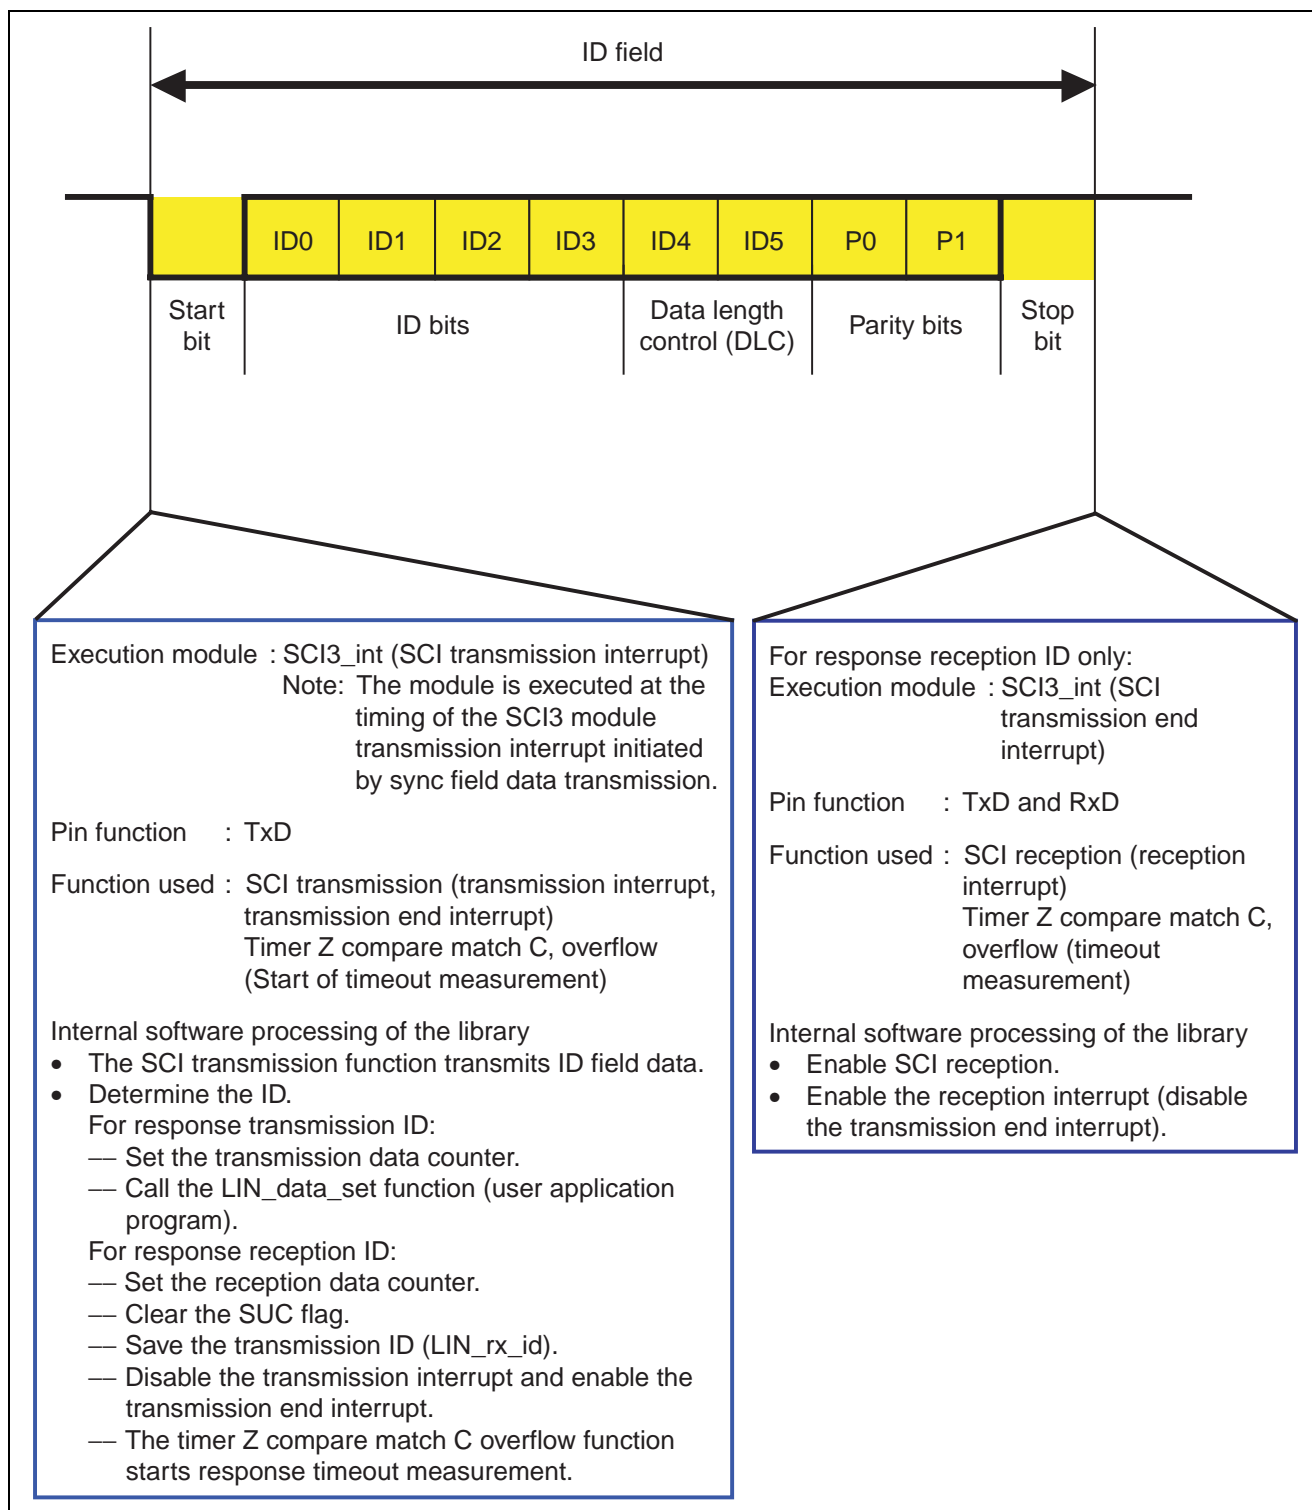 ID field
ID0 ID1 ID2 ID3 ID4 ID5 P0 P1
Start
bit
ID bits
Data length
control (DLC)
Parity bits
Stop
bit
Execution module : SCI3_int (SCI transmission interrupt)
Note: The module is executed at the
timing of the SCI3 module
transmission interrupt initiated
by sync field data transmission.
Pin function : TxD
Function used : SCI transmission (transmission interrupt,
transmission end interrupt)
Timer Z compare match C, overflow
(Start of timeout measurement)
Internal software processing of the library
• The SCI transmission function transmits ID field data.
• Determine the ID.
For response transmission ID:
— Set the transmission data counter.
— Call the LIN_data_set function (user application
program).
For response reception ID:
— Set the reception data counter.
— Clear the SUC flag.
— Save the transmission ID (LIN_rx_id).
— Disable the transmission interrupt and enable the
transmission end interrupt.
— The timer Z compare match C overflow function
starts response timeout measurement.
For response reception ID only:
Execution module : SCI3_int (SCI
transmission end
interrupt)
Pin function : TxD and RxD
Function used : SCI reception (reception
interrupt)
Timer Z compare match C,
overflow (timeout
measurement)
Internal software processing of the library
• Enable SCI reception.
• Enable the reception interrupt (disable
the transmission end interrupt).